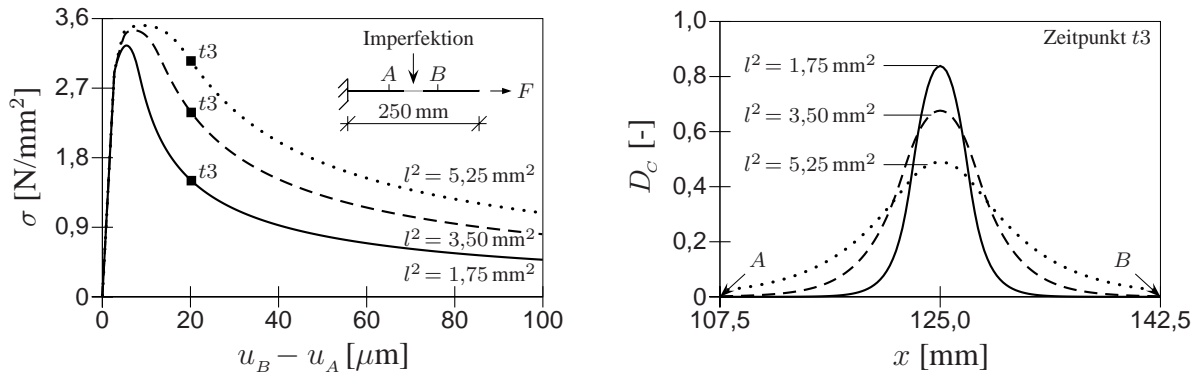 3,6
2,7
1,8
0,9
0
σ [N/mm²]
0 20 40 60 80 100
u_B − u_A [μm]
t3
t3
t3
Imperfektion
A B
F
250 mm
l² = 5,25 mm²
l² = 3,50 mm²
l² = 1,75 mm²
1,0
0,8
0,6
0,4
0,2
0,0
D_C [-]
107,5 125,0 142,5
x [mm]
Zeitpunkt t3
l² = 1,75 mm²
l² = 3,50 mm²
l² = 5,25 mm²
A B